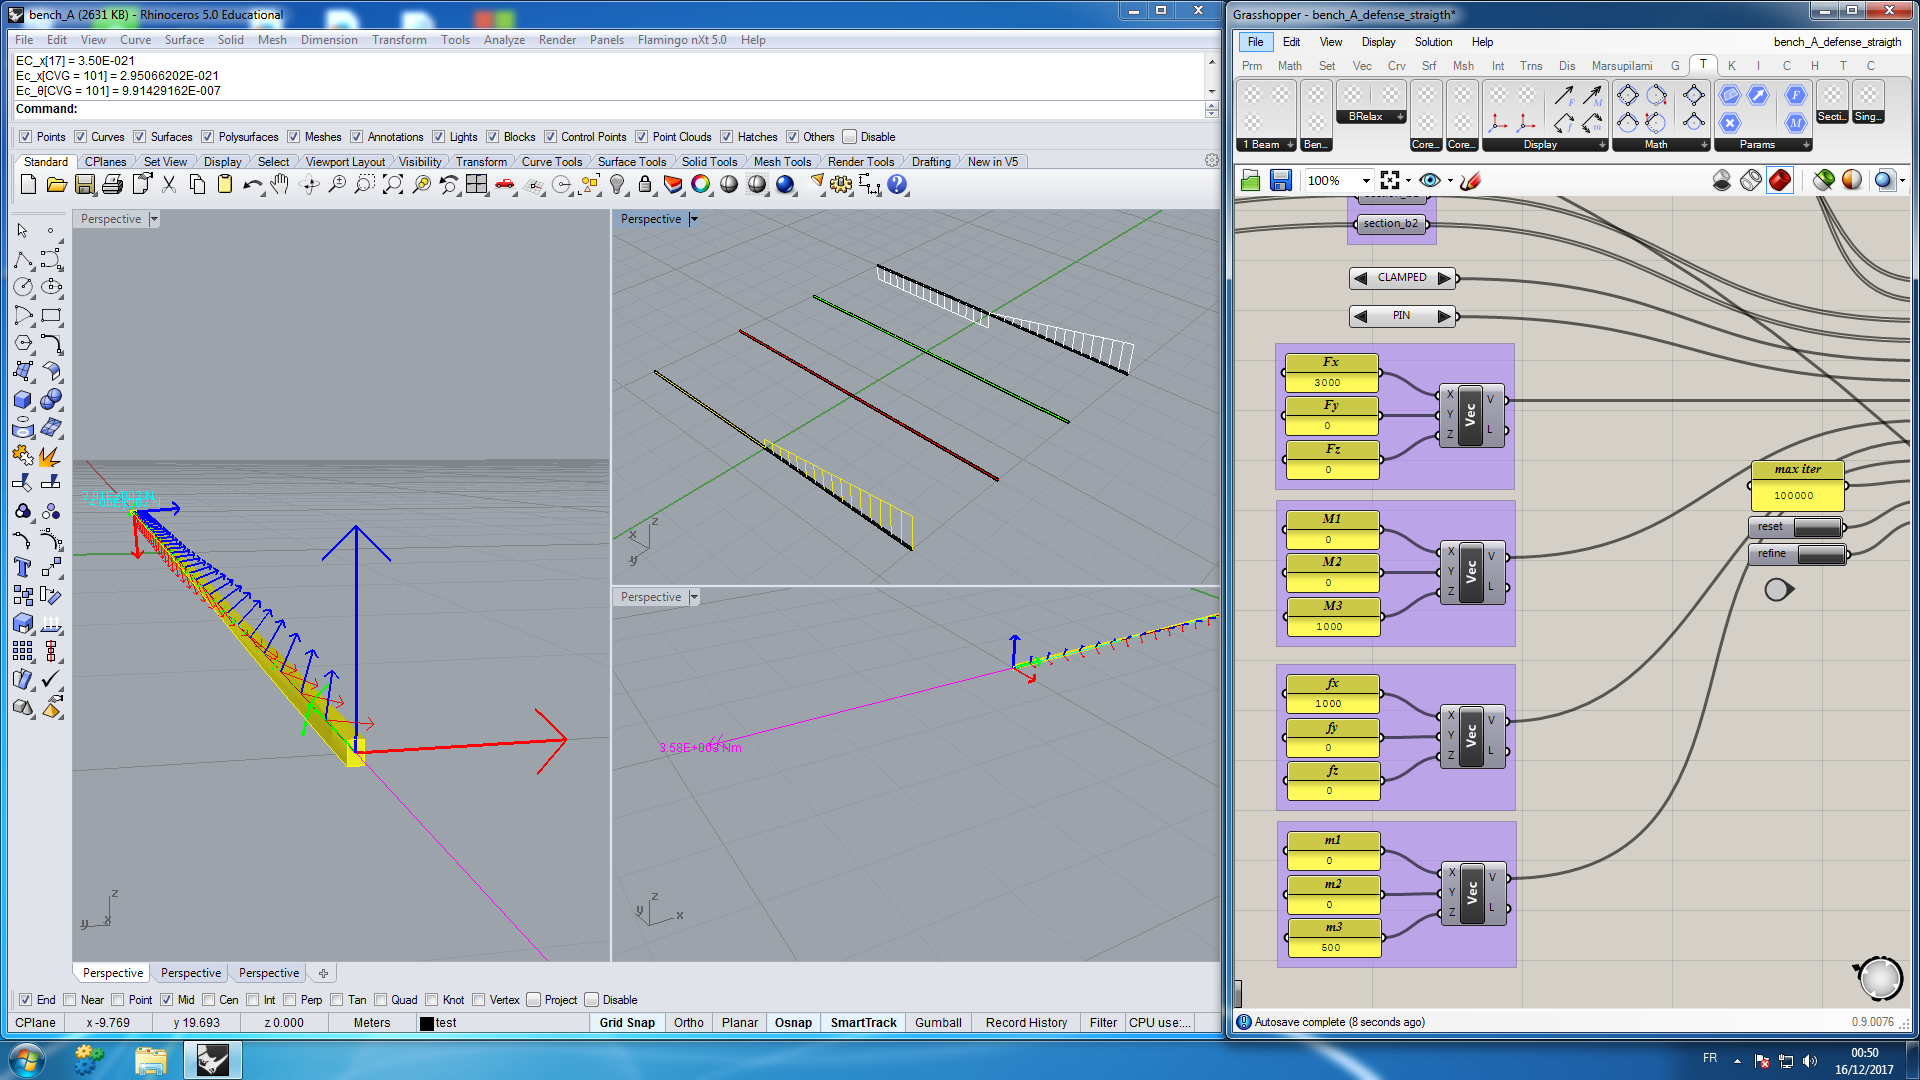 bench_A (2631 KB) - Rhinoceros 5.0 Educational
File Edit View Curve Surface Solid Mesh Dimension Transform Tools Analyze Render Panels Flamingo nXt 5.0 Help
EC_x[17] = 3.50E-021
Ec_x[CVG = 101] = 2.95066202E-021
Ec_θ[CVG = 101] = 9.91429162E-007
Command:
Points Curves Surfaces Polysurfaces Meshes Annotations Lights Blocks Control Points Point Clouds Hatches Others Disable
Standard CPlanes Set View Display Select Viewport Layout Visibility Transform Curve Tools Surface Tools Solid Tools Mesh Tools Render Tools Drafting New in V5
Perspective
z
x
y
Perspective
z
x
y
Perspective
3.58E+003 Nm
z
y
x
Perspective Perspective Perspective
End Near Point Mid Cen Int Perp Tan Quad Knot Vertex Project Disable
CPlane x -9.769 y 19.693 z 0.000 Meters test Grid Snap Ortho Planar Osnap SmartTrack Gumball Record History Filter CPU use:...
Grasshopper - bench_A_defense_straigth*
File Edit View Display Solution Help bench_A_defense_straigth
Prm Math Set Vec Crv Srf Msh Int Trns Dis Marsupilami G T K I C H T C
1 Beam Ben... BRelax Core... Core... Display Math Params Secti... Sing...
100%
section_b2
CLAMPED
PIN
Fx
3000
Fy
0
Fz
0
X
Y
Z
Vec
V
L
M1
0
M2
0
M3
1000
X
Y
Z
Vec
V
L
fx
1000
fy
0
fz
0
X
Y
Z
Vec
V
L
m1
0
m2
0
m3
500
X
Y
Z
Vec
V
L
max iter
100000
reset
refine
Autosave complete (8 seconds ago) 0.9.0076
FR
00:50
16/12/2017